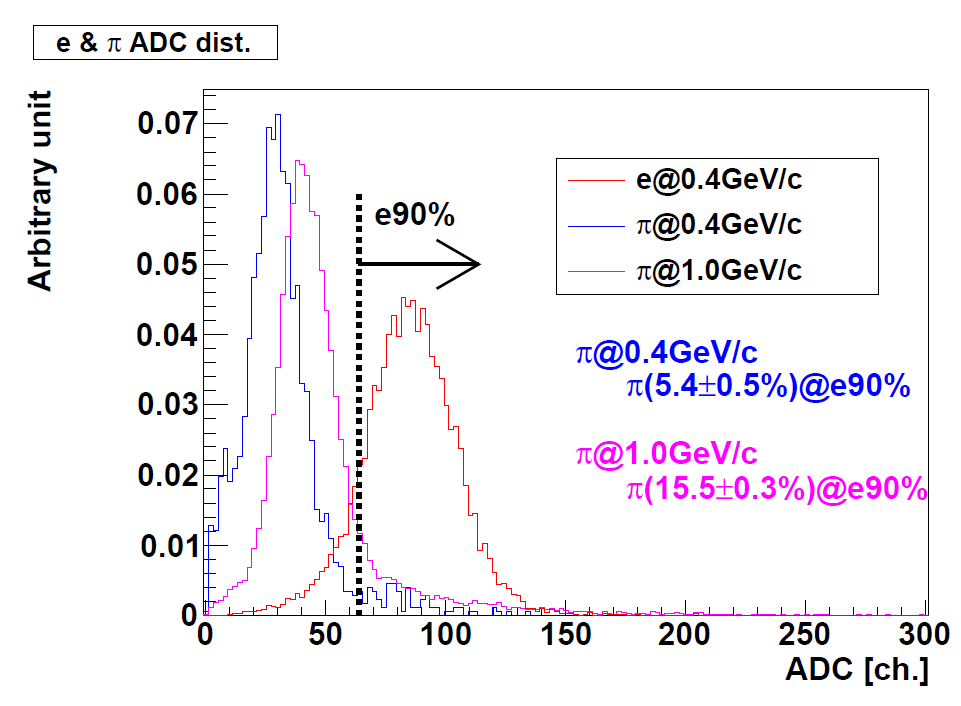 e & π ADC dist.
Arbitrary unit
0.07
0.06
0.05
0.04
0.03
0.02
0.01
0
e90%
e@0.4GeV/c
π@0.4GeV/c
π@1.0GeV/c
π@0.4GeV/c
π(5.4±0.5%)@e90%
π@1.0GeV/c
π(15.5±0.3%)@e90%
0 50 100 150 200 250 300
ADC [ch.]